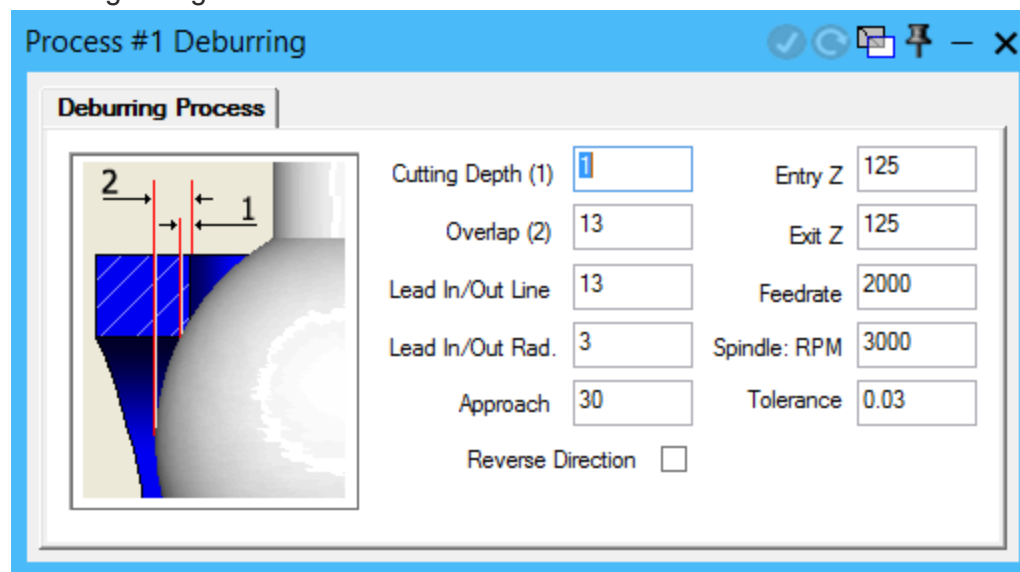 Process #1 Deburring
Deburring Process
2
1
Cutting Depth (1) 1
Overlap (2) 13
Lead In/Out Line 13
Lead In/Out Rad. 3
Approach 30
Reverse Direction
Entry Z 125
Exit Z 125
Feedrate 2000
Spindle: RPM 3000
Tolerance 0.03